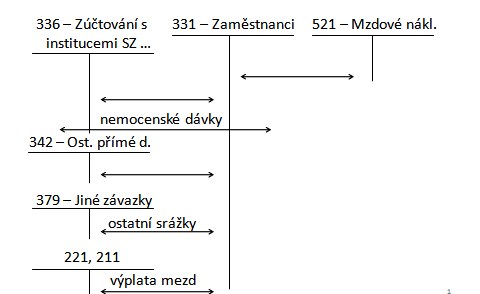 336 – Zúčtování s
institucemi SZ ...
331 – Zaměstnanci
521 – Mzdové nákl.
nemocenské dávky
342 – Ost. přímé d.
379 – Jiné závazky
ostatní srážky
221, 211
výplata mezd
1